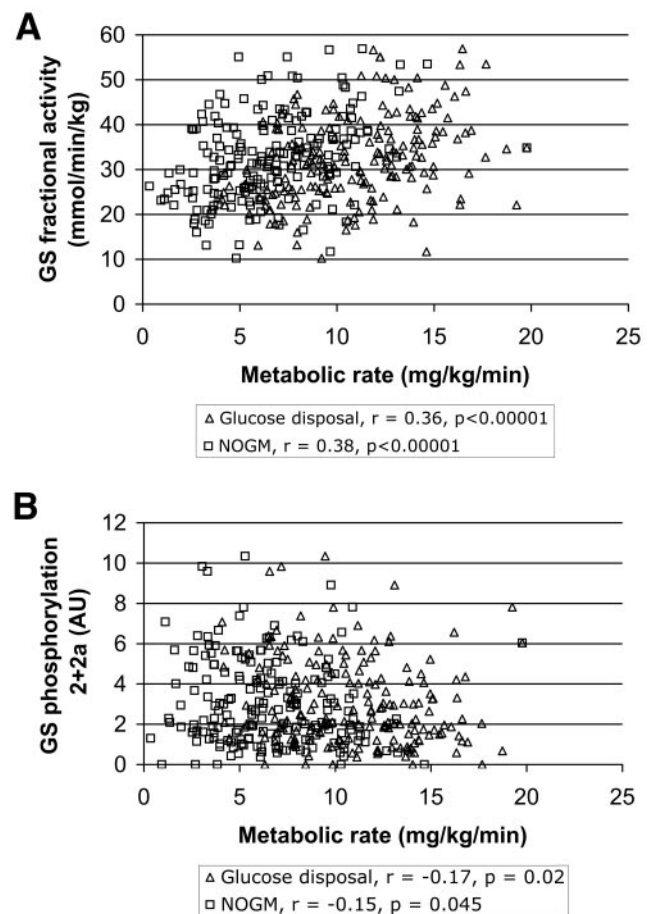 A
GS fractional activity
(mmol/min/kg)
60
50
40
30
20
10
0
0 5 10 15 20 25
Metabolic rate (mg/kg/min)
Glucose disposal, r = 0.36, p<0.00001
NOGM, r = 0.38, p<0.00001
B
GS phosphorylation
2+2a (AU)
12
10
8
6
4
2
0
0 5 10 15 20 25
Metabolic rate (mg/kg/min)
Glucose disposal, r = -0.17, p = 0.02
NOGM, r = -0.15, p = 0.045